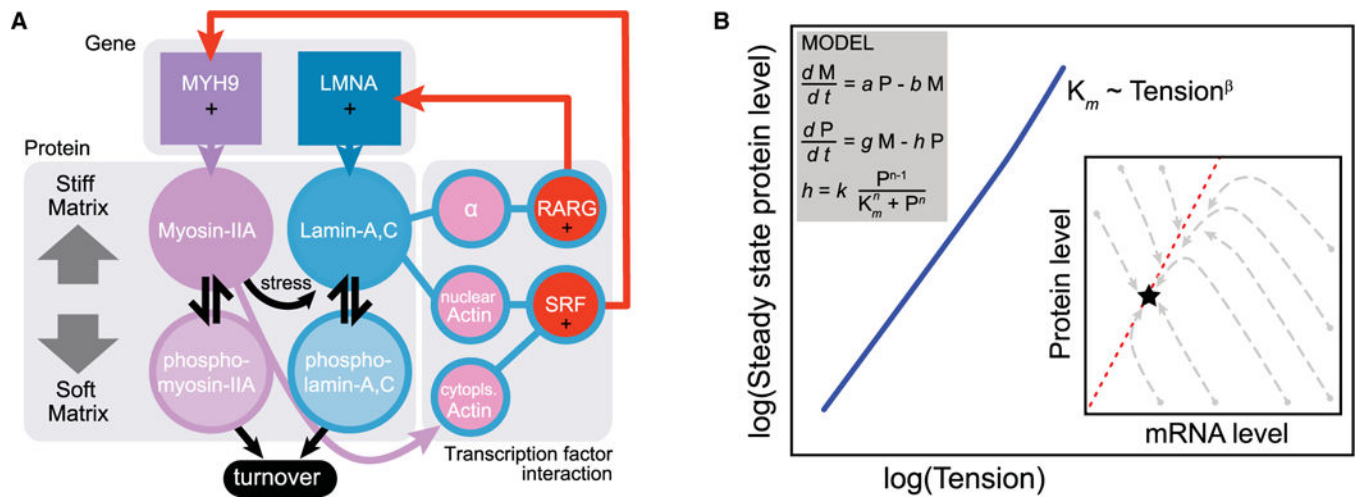 A
Gene
MYH9
+
LMNA
+
Protein
Stiff
Matrix
Soft
Matrix
Myosin-IIA
Lamin-A,C
stress
phospho-
myosin-IIA
phospho-
lamin-A,C
turnover
α
RARG
+
nuclear
Actin
SRF
+
cytopls.
Actin
Transcription factor
interaction
B
log(Steady state protein level)
MODEL
d M / d t = a P - b M
d P / d t = g M - h P
h = k P^(n-1) / (K_m^n + P^n)
K_m ~ Tension^β
Protein level
mRNA level
log(Tension)